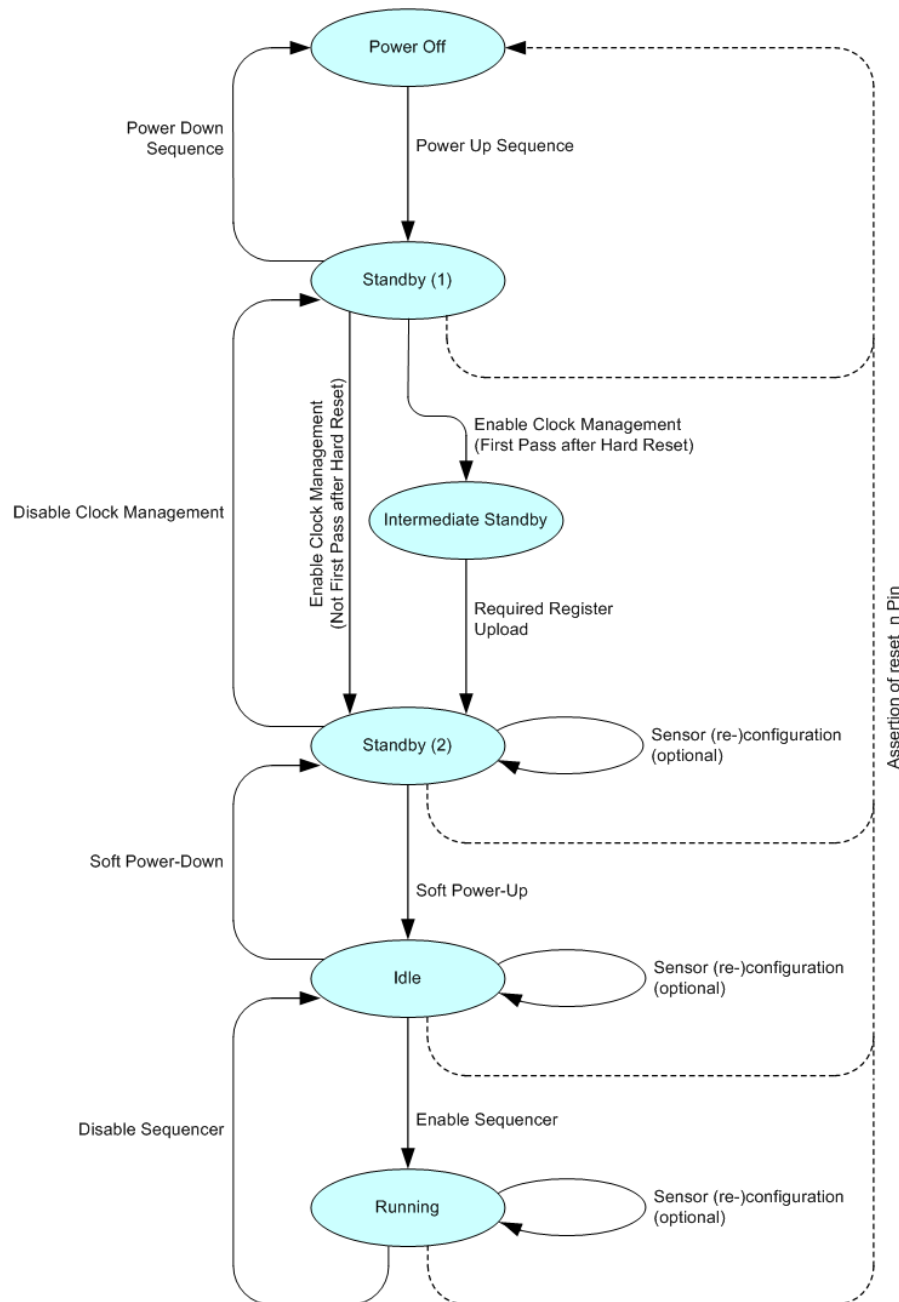 Power Off
Power Down
Sequence
Power Up Sequence
Standby (1)
Enable Clock Management
(Not First Pass after Hard Reset)
Enable Clock Management
(First Pass after Hard Reset)
Disable Clock Management
Intermediate Standby
Required Register
Upload
Assertion of reset_n Pin
Standby (2)
Sensor (re-)configuration
(optional)
Soft Power-Down
Soft Power-Up
Idle
Sensor (re-)configuration
(optional)
Disable Sequencer
Enable Sequencer
Running
Sensor (re-)configuration
(optional)